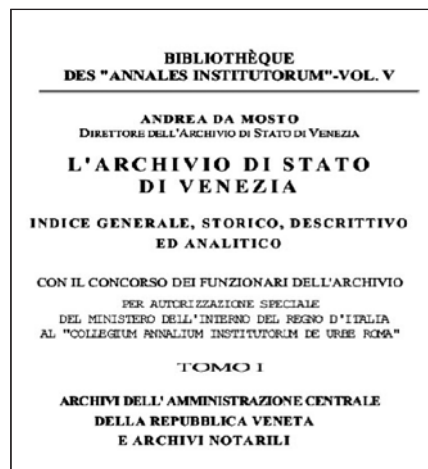 BIBLIOTHÈQUE
DES "ANNALES INSTITUTORUM"-VOL. V
ANDREA DA MOSTO
DIRETTORE DELL'ARCHIVIO DI STATO DI VENEZIA
L'ARCHIVIO DI STATO
DI VENEZIA
INDICE GENERALE, STORICO, DESCRITTIVO
ED ANALITICO
CON IL CONCORSO DEI FUNZIONARI DELL'ARCHIVIO
PER AUTORIZZAZIONE SPECIALE
DEL MINISTERO DELL'INTERNO DEL REGNO D'ITALIA
AL "COLLEGIUM ANNALIUM INSTITUTORUM DE URBE ROMA"
TOMO I
ARCHIVI DELL'AMMINISTRAZIONE CENTRALE
DELLA REPUBBLICA VENETA
E ARCHIVI NOTARILI